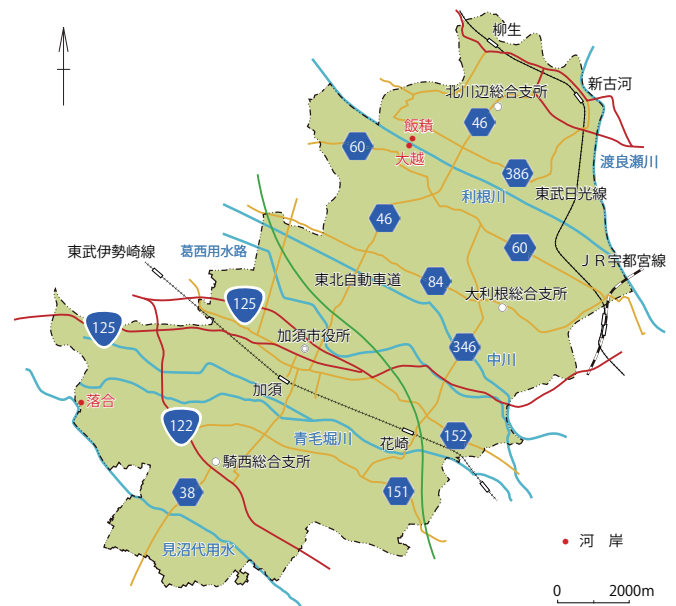 柳生
新古河
北川辺総合支所
46
飯積
60
大越
渡良瀬川
386
利根川
東武日光線
46
60
東武伊勢崎線
葛西用水路
JR宇都宮線
東北自動車道
84
大利根総合支所
125
125
加須市役所
346
中川
加須
落合
122
青毛堀川
花崎
152
騎西総合支所
38
151
見沼代用水
河 岸
0 2000m